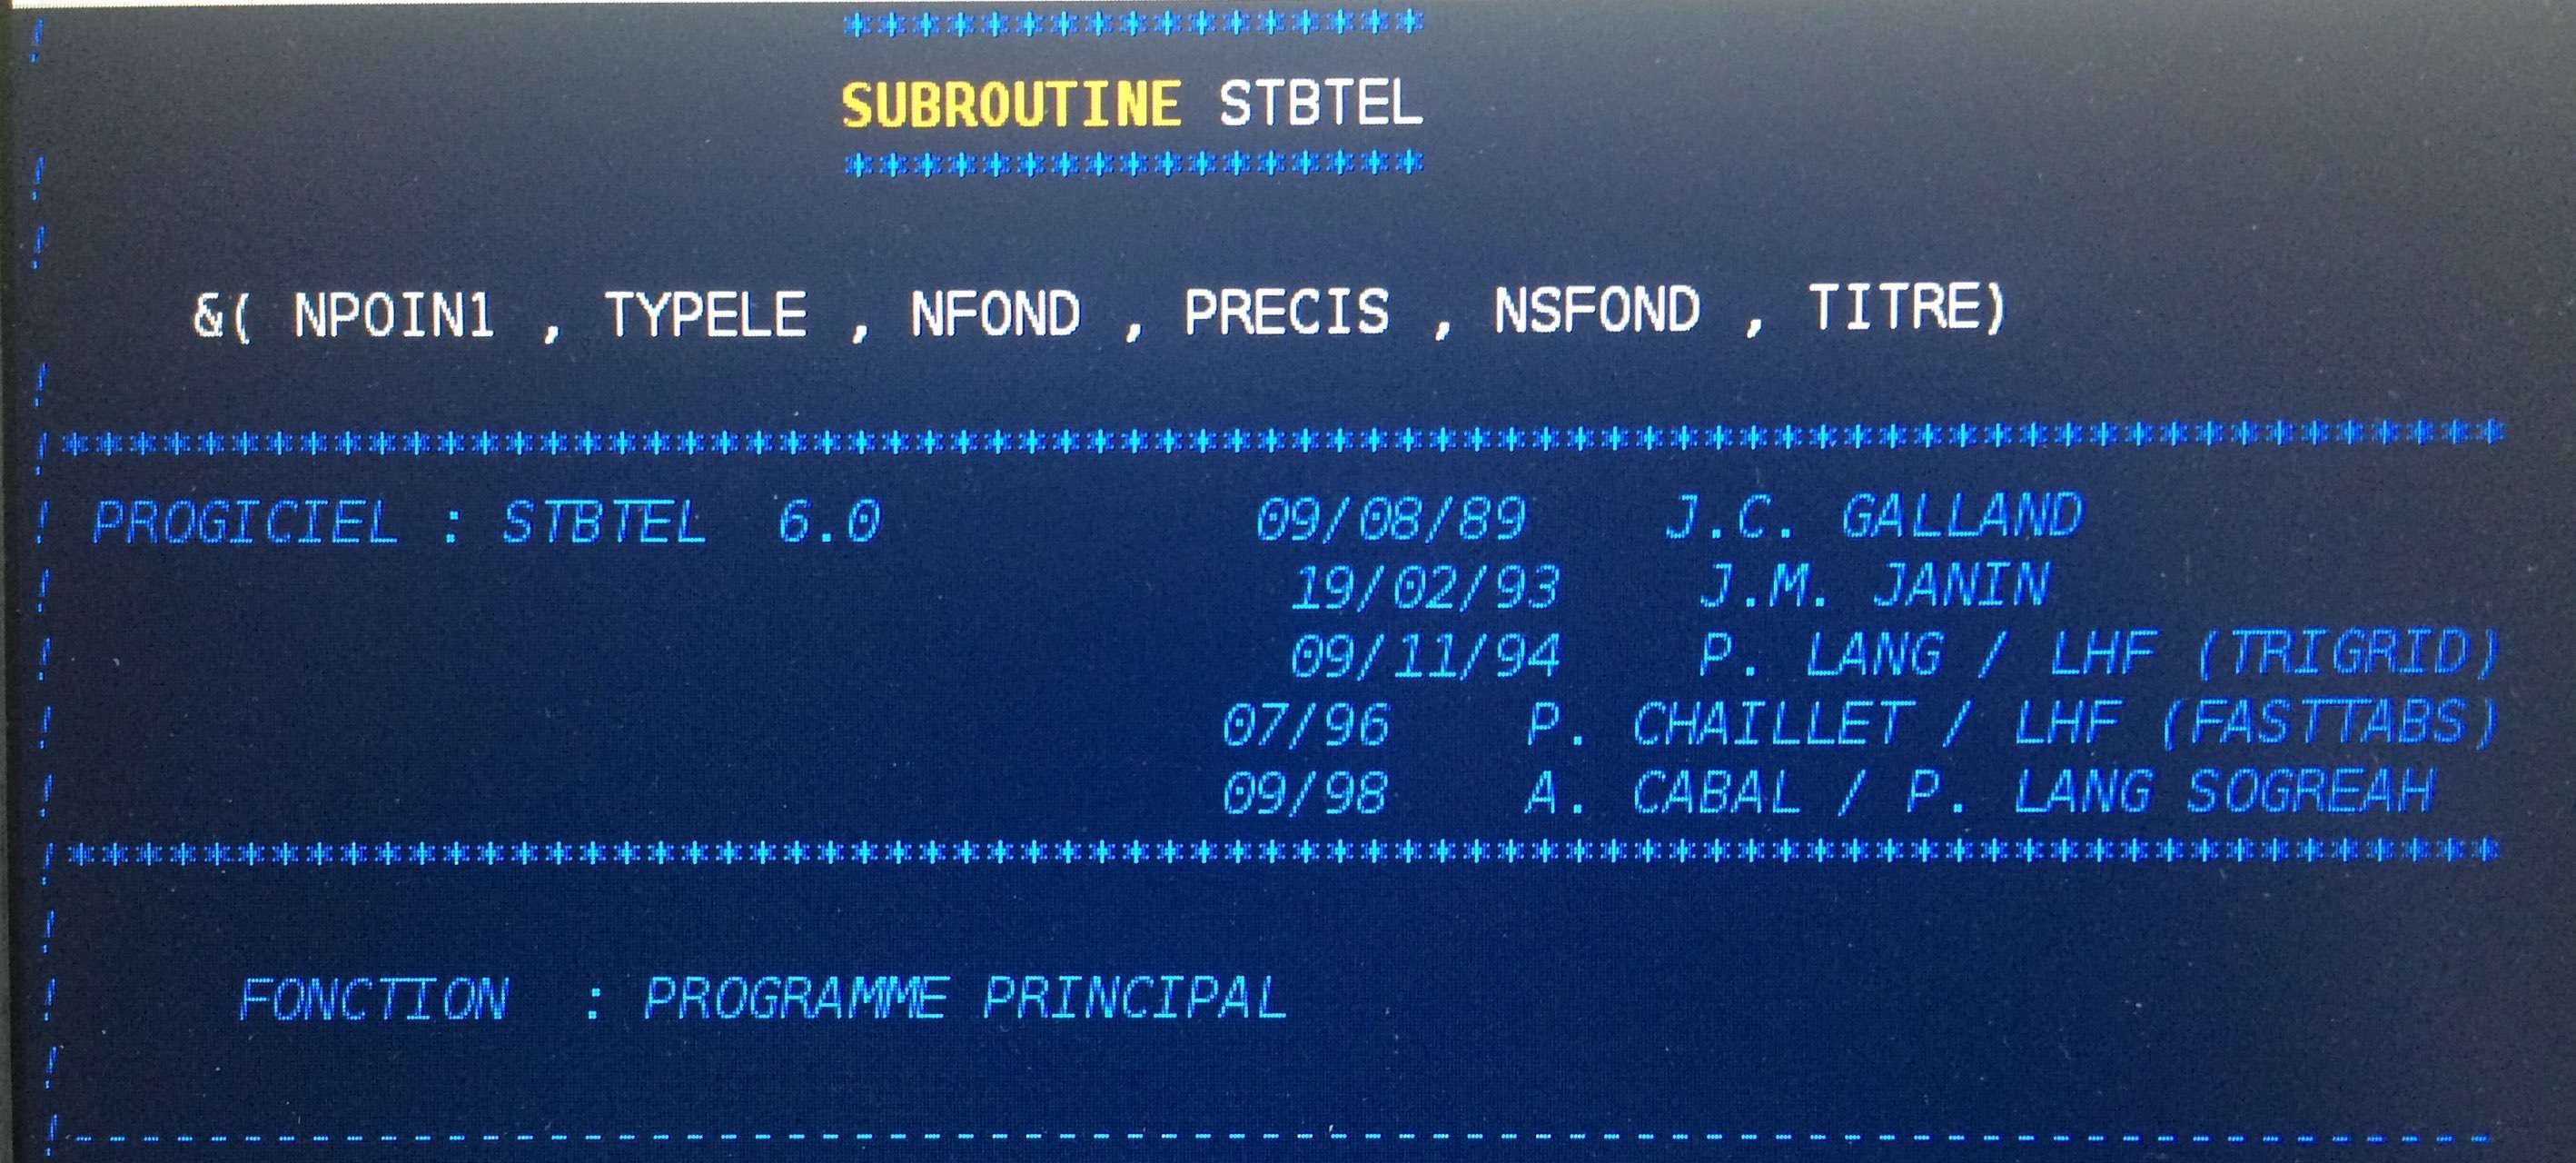 ! *****************
SUBROUTINE STBTEL
! *****************
!
&( NPOIN1 , TYPELE , NFOND , PRECIS , NSFOND , TITRE)
!
!***********************************************************************
! PROGICIEL : STBTEL  6.0           09/08/89    J.C. GALLAND
!                                    19/02/93    J.M. JANIN
!                                    09/11/94    P. LANG / LHF (TRIGRID)
!                                  07/96    P. CHAILLET / LHF (FASTTABS)
!                                  09/98    A. CABAL / P. LANG SOGREAH
!***********************************************************************
!
!     FONCTION  : PROGRAMME PRINCIPAL
!
!-----------------------------------------------------------------------